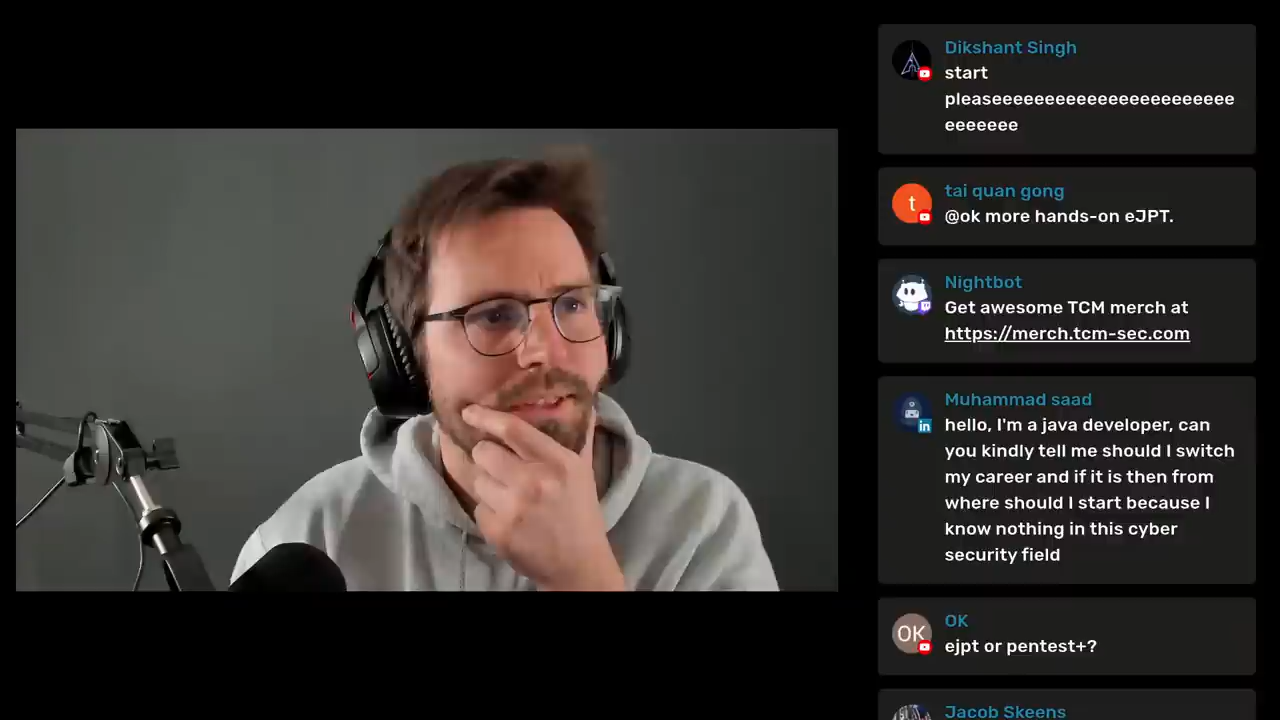 Dikshant Singh
start
pleaseeeeeeeeeeeeeeeeeeeeeee
eeeeeee
tai quan gong
t
@ok more hands-on eJPT.
Nightbot
Get awesome TCM merch at
https://merch.tcm-sec.com
Muhammad saad
in
hello, I'm a java developer, can
you kindly tell me should I switch
my career and if it is then from
where should I start because I
know nothing in this cyber
security field
OK
OK
ejpt or pentest+?
Jacob Skeens